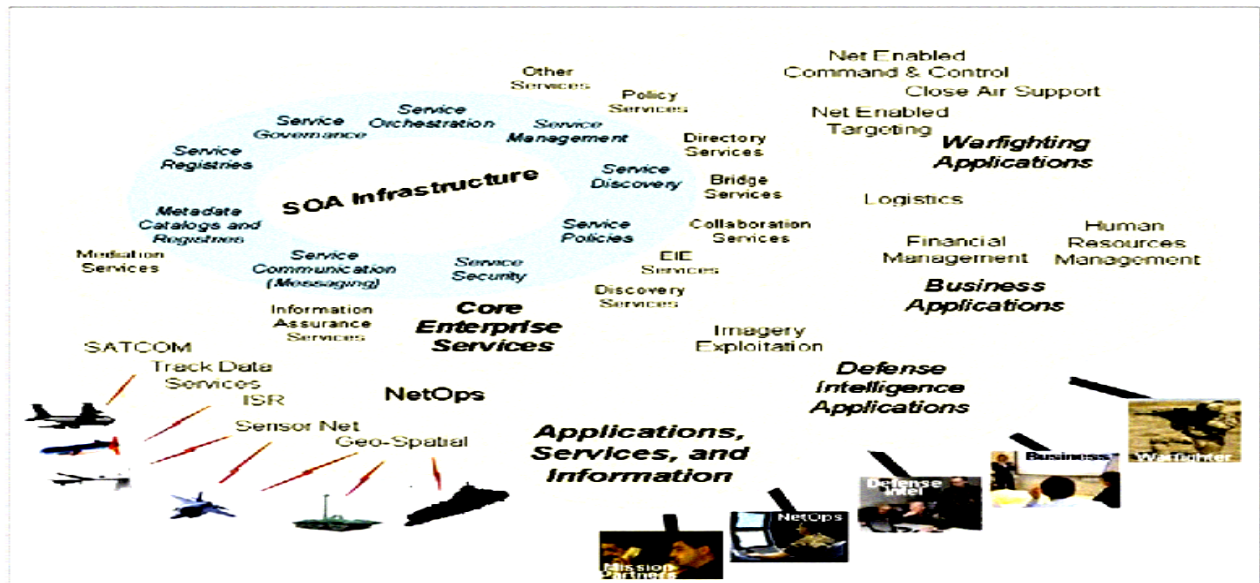 Other
Services
Policy
Services
Net Enabled
Command & Control
Close Air Support
Net Enabled
Targeting
Warfighting
Applications
Service
Orchestration
Service
Governance
Service
Management
Directory
Services
Service
Registries
SOA Infrastructure
Service
Discovery
Bridge
Services
Logistics
Metadate
Catalogs and
Registries
Service
Policies
Collaboration
Services
Human
Resources
Management
Financial
Management
Mediation
Services
Service
Communication
(Messaging)
Service
Security
EIE
Services
Discovery
Services
Business
Applications
Information
Assurance
Services
Core
Enterprise
Services
Imagery
Exploitation
SATCOM
Track Data
Services
ISR
NetOps
Defense
Intelligence
Applications
Sensor Net
Geo-Spatial
Applications,
Services, and
Information
Warfighter
Business
Defense
Intel
NetOps
Mission
Partners